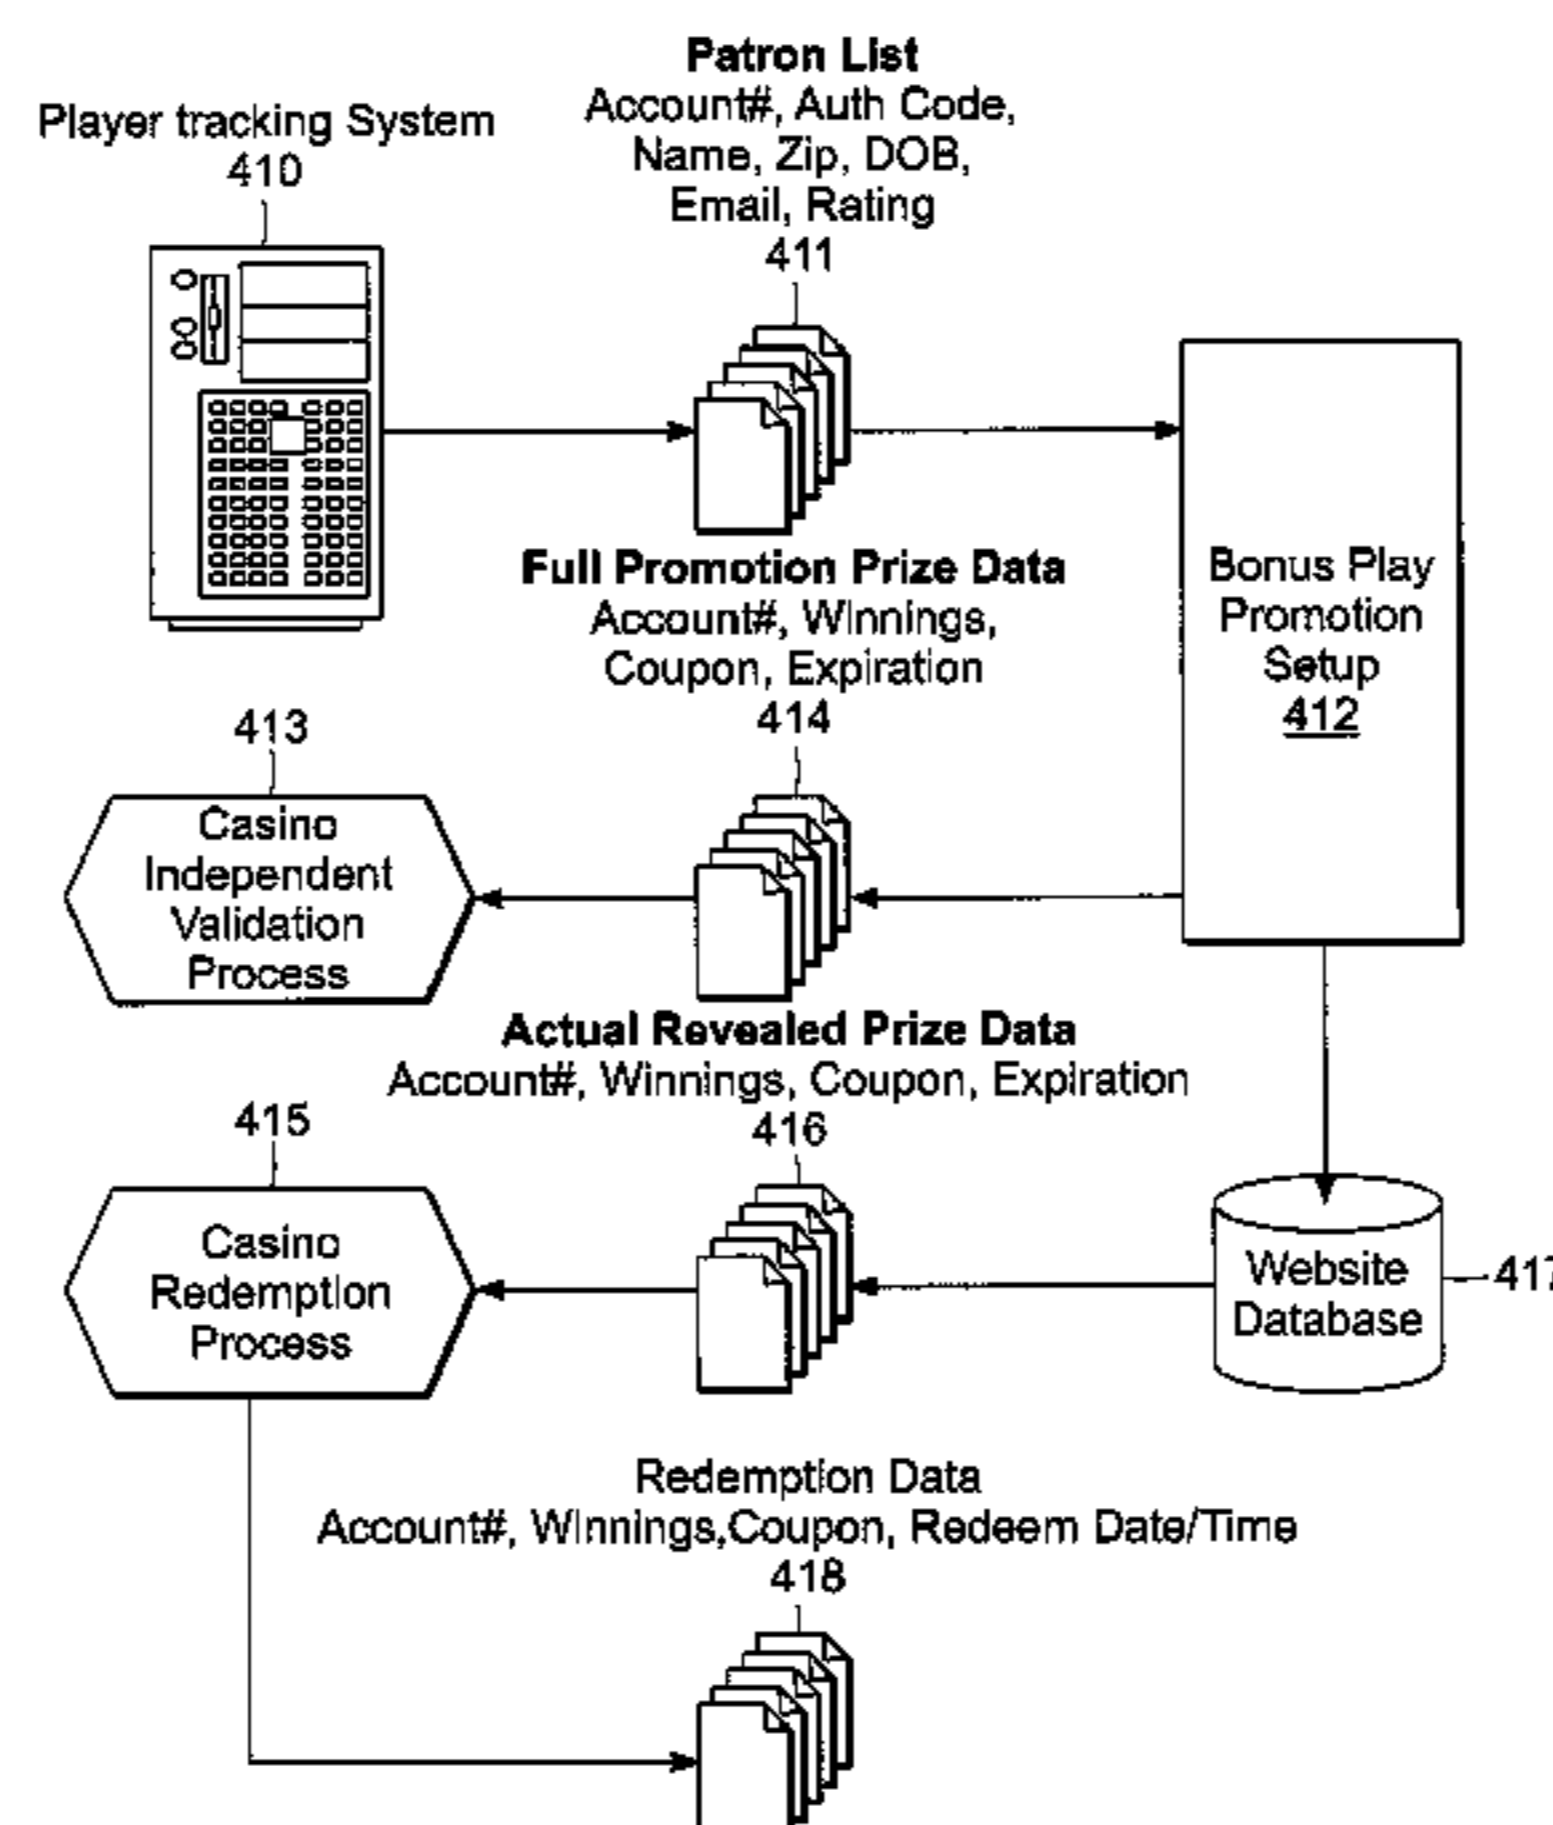 Patron List
Account#, Auth Code,
Name, Zip, DOB,
Email, Rating
411
Player tracking System
410
Full Promotion Prize Data
Account#, Winnings,
Coupon, Expiration
414
Bonus Play
Promotion
Setup
412
413
Casino
Independent
Validation
Process
Actual Revealed Prize Data
Account#, Winnings, Coupon, Expiration
416
415
Casino
Redemption
Process
Website
Database
417
Redemption Data
Account#, Winnings,Coupon, Redeem Date/Time
418